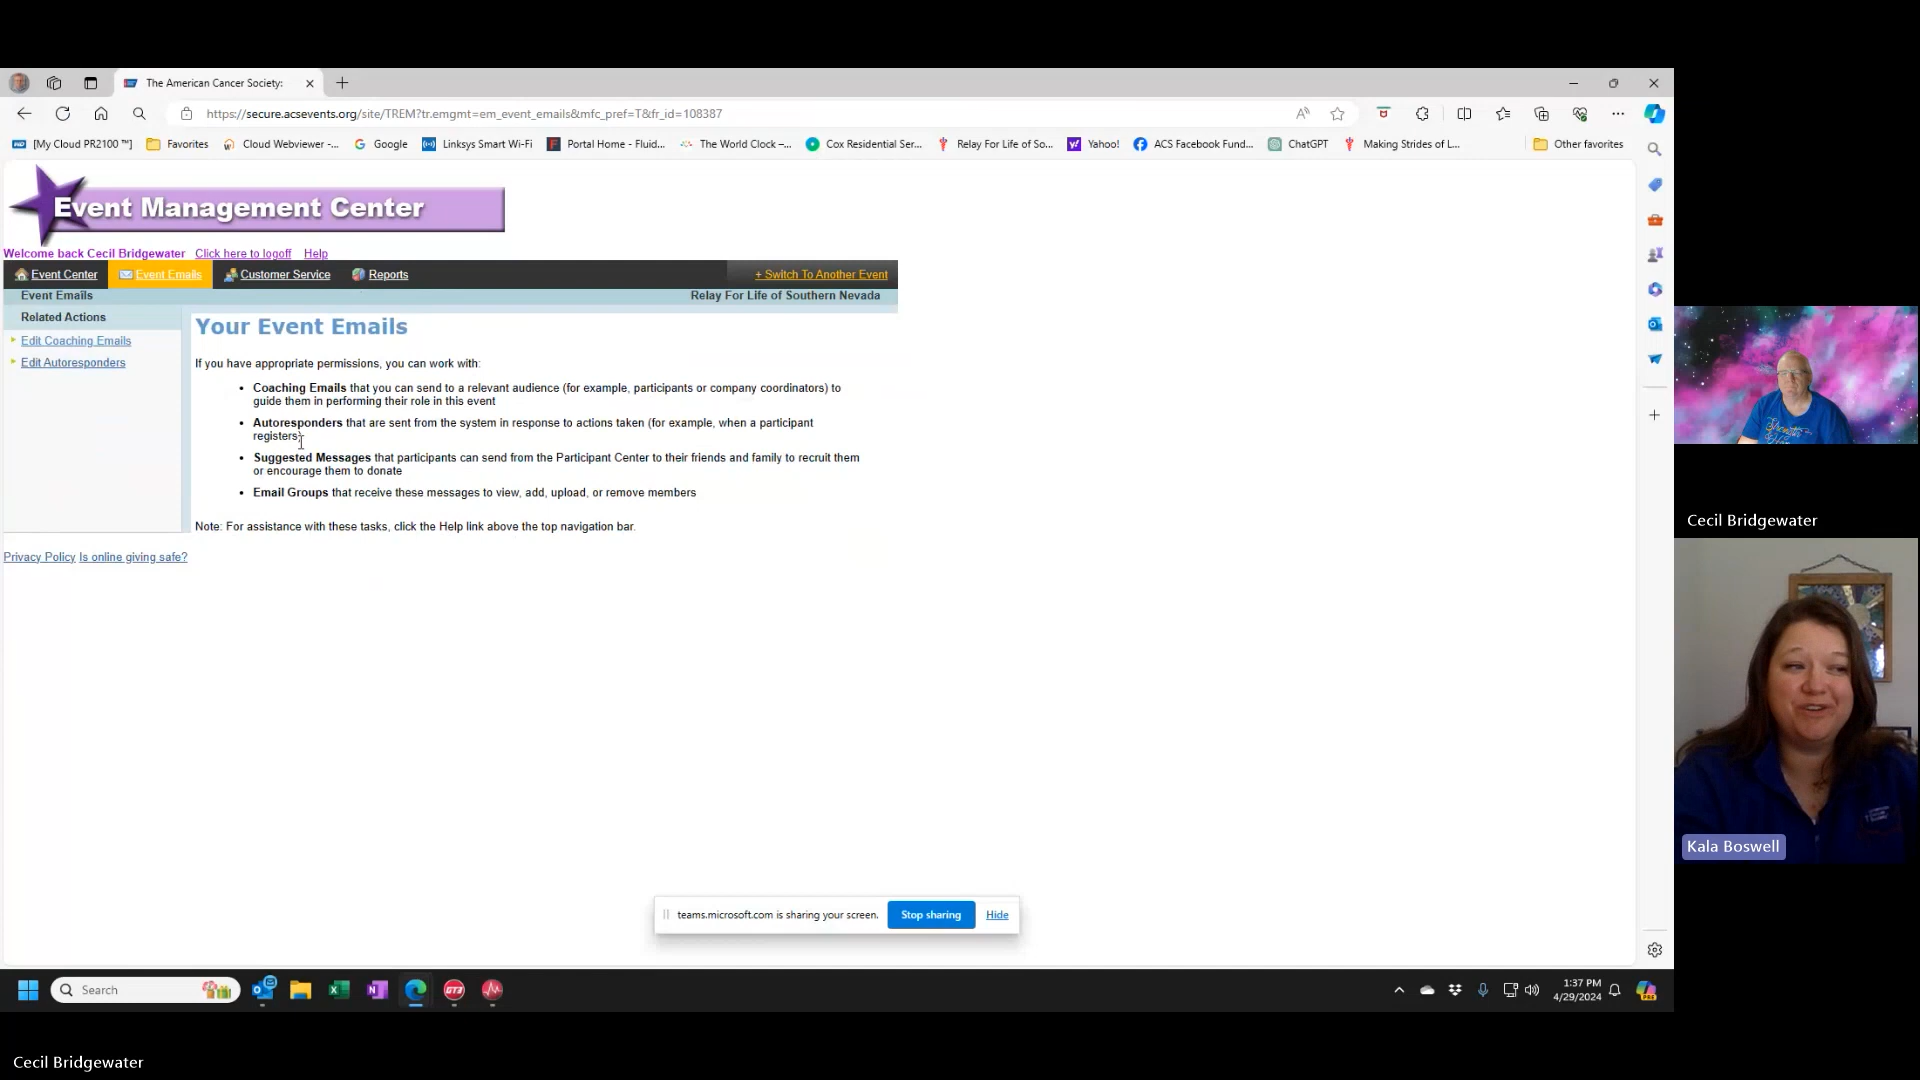 The American Cancer Society:
https://secure.acsevents.org/site/TREM?tr.emgmt=em_event_emails&mfc_pref=T&fr_id=108387
[My Cloud PR2100 ™] Favorites Cloud Webviewer -... Google Linksys Smart Wi-Fi Portal Home - Fluid... The World Clock —... Cox Residential Ser... Relay For Life of So... Yahoo! ACS Facebook Fund... ChatGPT Making Strides of L... Other favorites
Event Management Center
Welcome back Cecil Bridgewater Click here to logoff Help
Event Center Event Emails Customer Service Reports + Switch To Another Event
Event Emails Relay For Life of Southern Nevada
Related Actions
Edit Coaching Emails
Edit Autoresponders
Your Event Emails
If you have appropriate permissions, you can work with:
• Coaching Emails that you can send to a relevant audience (for example, participants or company coordinators) to
guide them in performing their role in this event
• Autoresponders that are sent from the system in response to actions taken (for example, when a participant
registers)
• Suggested Messages that participants can send from the Participant Center to their friends and family to recruit them
or encourage them to donate
• Email Groups that receive these messages to view, add, upload, or remove members
Note: For assistance with these tasks, click the Help link above the top navigation bar.
Privacy Policy Is online giving safe?
Cecil Bridgewater
Kala Boswell
teams.microsoft.com is sharing your screen. Stop sharing Hide
Search
1:37 PM
4/29/2024
Cecil Bridgewater